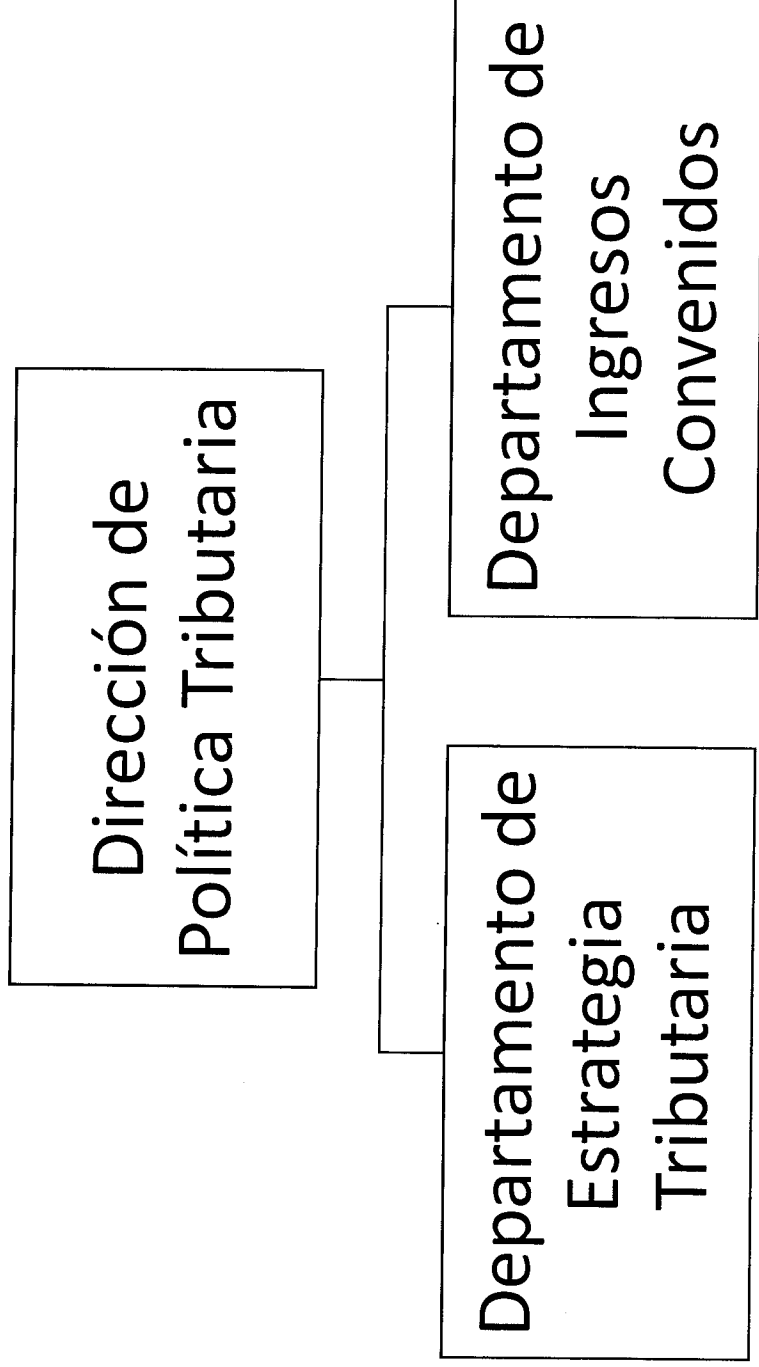 Dirección de
Política Tributaria
Departamento de
Estrategia
Tributaria
Departamento de
Ingresos
Convenidos